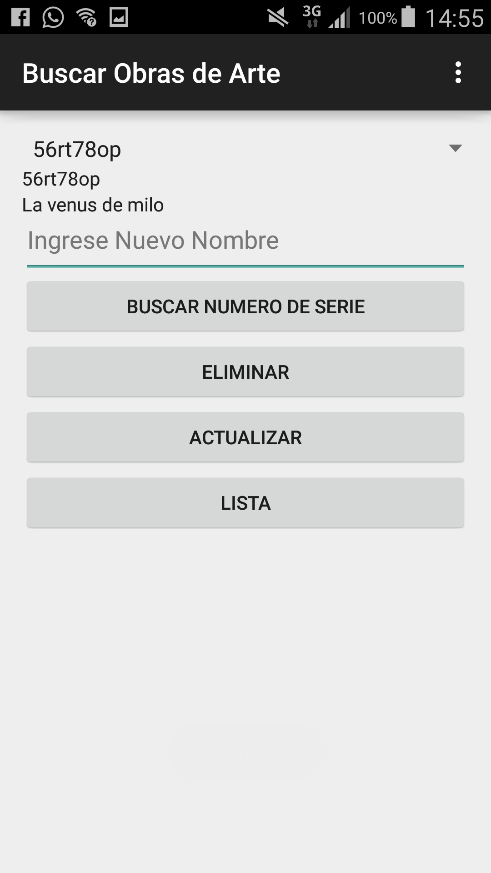 3G
100%
14:55
Buscar Obras de Arte
56rt78op
56rt78op
La venus de milo
Ingrese Nuevo Nombre
BUSCAR NUMERO DE SERIE
ELIMINAR
ACTUALIZAR
LISTA